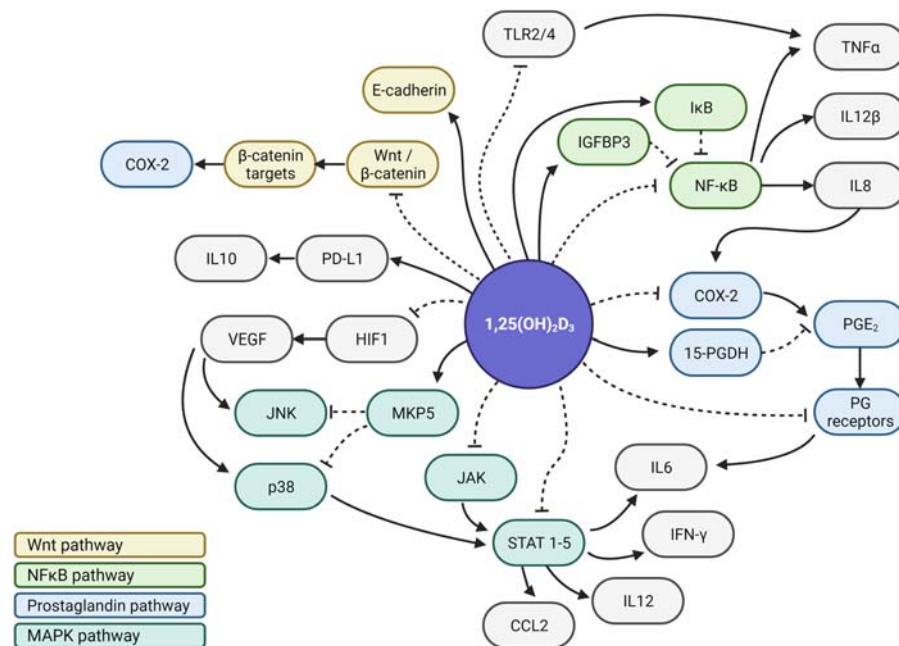 TLR2/4
TNFα
E-cadherin
IκB
IGFBP3
IL12β
COX-2
β-catenin
targets
Wnt /
β-catenin
NF-κB
IL8
IL10
PD-L1
COX-2
1,25(OH)₂D₃
PGE₂
VEGF
HIF1
15-PGDH
JNK
MKP5
PG
receptors
p38
JAK
IL6
STAT 1-5
IFN-γ
IL12
CCL2
Wnt pathway
NFκB pathway
Prostaglandin pathway
MAPK pathway